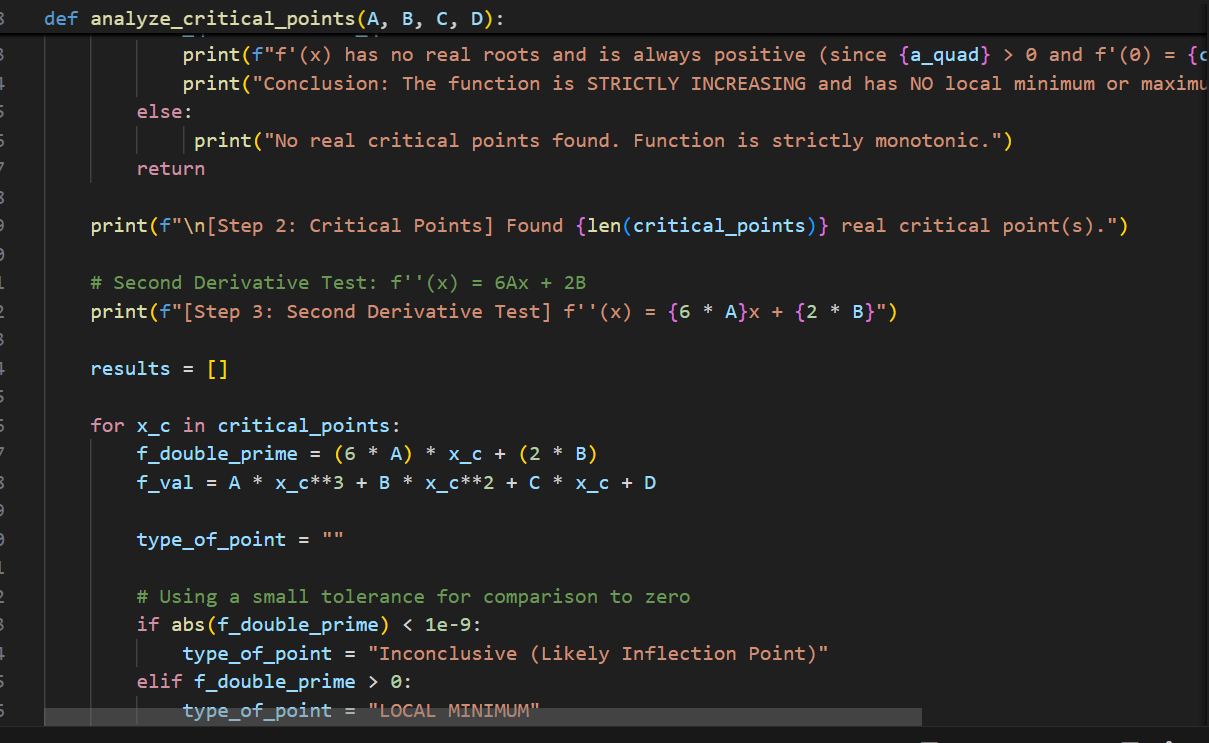 def analyze_critical_points(A, B, C, D):
print(f"f'(x) has no real roots and is always positive (since {a_quad} > 0 and f'(0) = {c
print("Conclusion: The function is STRICTLY INCREASING and has NO local minimum or maximu
else:
print("No real critical points found. Function is strictly monotonic.")
return
print(f"\n[Step 2: Critical Points] Found {len(critical_points)} real critical point(s).")
# Second Derivative Test: f''(x) = 6Ax + 2B
print(f"[Step 3: Second Derivative Test] f''(x) = {6 * A}x + {2 * B}")
results = []
for x_c in critical_points:
f_double_prime = (6 * A) * x_c + (2 * B)
f_val = A * x_c**3 + B * x_c**2 + C * x_c + D
type_of_point = ""
# Using a small tolerance for comparison to zero
if abs(f_double_prime) < 1e-9:
type_of_point = "Inconclusive (Likely Inflection Point)"
elif f_double_prime > 0:
type_of_point = "LOCAL MINIMUM"